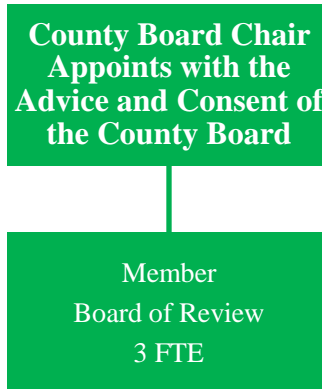 County Board Chair
Appoints with the
Advice and Consent of
the County Board
Member
Board of Review
3 FTE